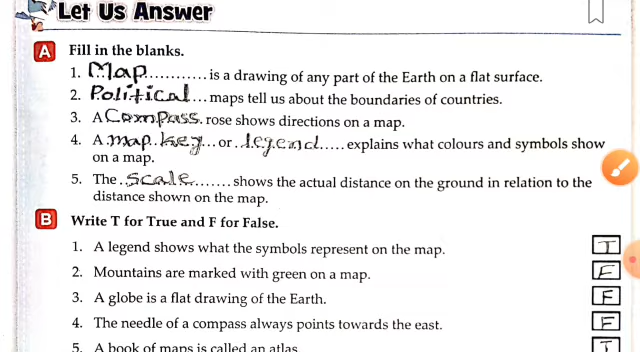 Let Us Answer
A Fill in the blanks.
1. Map............ is a drawing of any part of the Earth on a flat surface.
2. Political... maps tell us about the boundaries of countries.
3. A Compass. rose shows directions on a map.
4. A map key... or .legend..... explains what colours and symbols show
on a map.
5. The .Scale....... shows the actual distance on the ground in relation to the
distance shown on the map.
B Write T for True and F for False.
1. A legend shows what the symbols represent on the map. T
2. Mountains are marked with green on a map. F
3. A globe is a flat drawing of the Earth. F
4. The needle of a compass always points towards the east. F
5. A book of maps is called an atlas. T